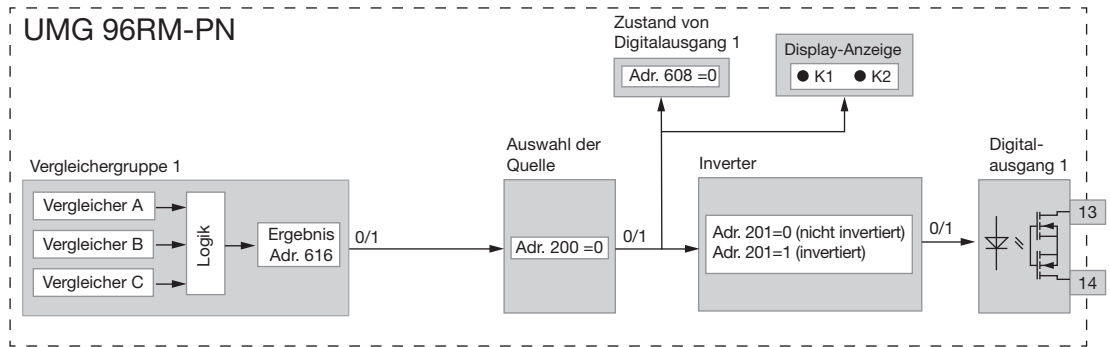 UMG 96RM-PN
Zustand von
Digitalausgang 1
Adr. 608 =0
Display-Anzeige
K1 K2
Vergleichergruppe 1
Vergleicher A
Vergleicher B
Vergleicher C
Logik
Ergebnis
Adr. 616
0/1
Auswahl der
Quelle
Adr. 200 =0
0/1
Inverter
Adr. 201=0 (nicht invertiert)
Adr. 201=1 (invertiert)
0/1
Digital-
ausgang 1
13
14